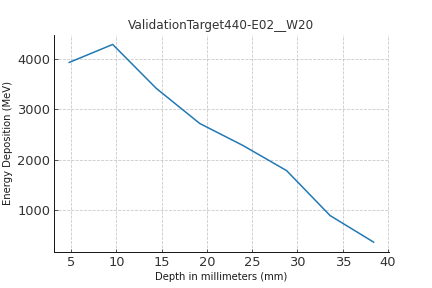 ValidationTarget440-E02__W20
Energy Deposition (MeV)
4000
3000
2000
1000
5 10 15 20 25 30 35 40
Depth in millimeters (mm)